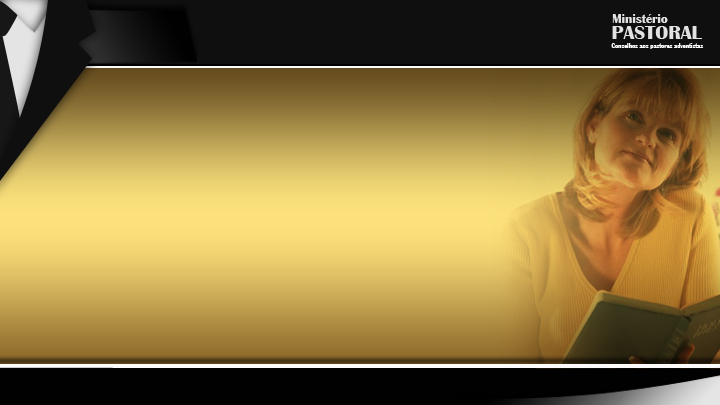 Ministério
PASTORAL
Conselhos aos pastores adventistas